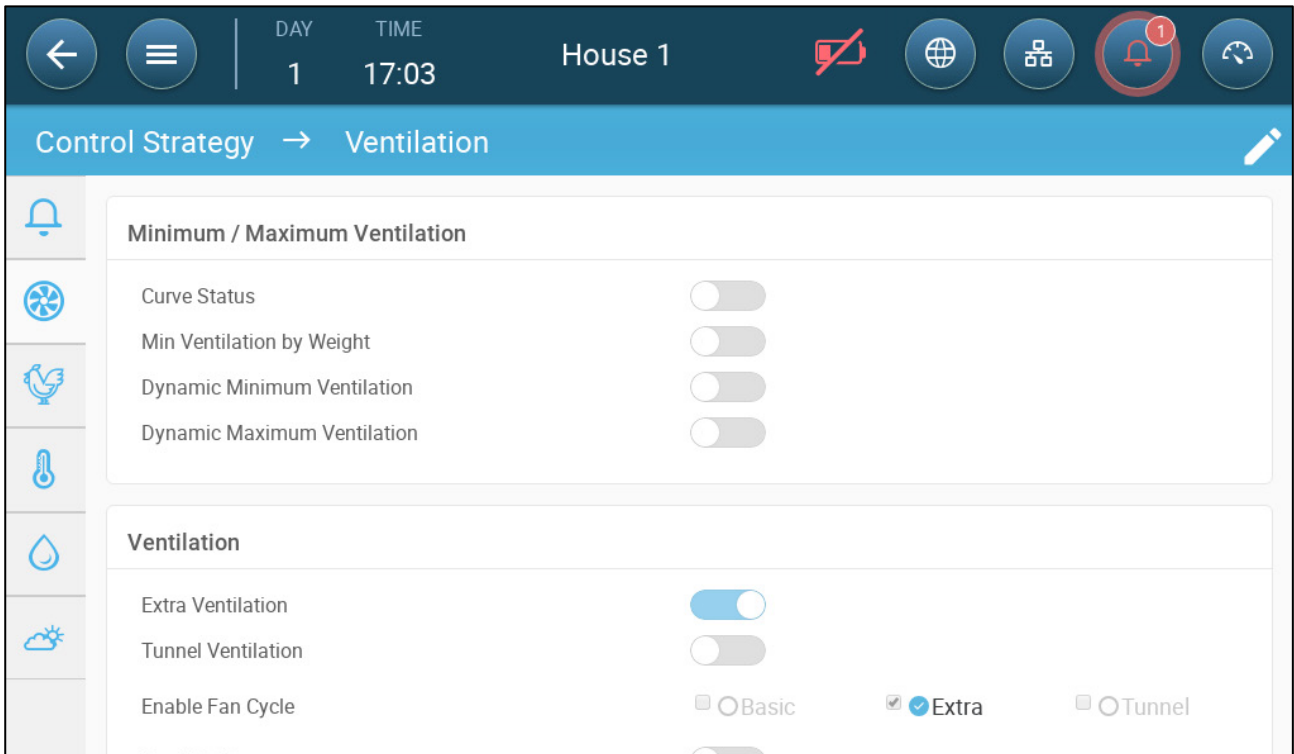 DAY TIME
1 17:03 House 1 1
Control Strategy → Ventilation
Minimum / Maximum Ventilation
Curve Status
Min Ventilation by Weight
Dynamic Minimum Ventilation
Dynamic Maximum Ventilation
Ventilation
Extra Ventilation
Tunnel Ventilation
Enable Fan Cycle Basic Extra Tunnel